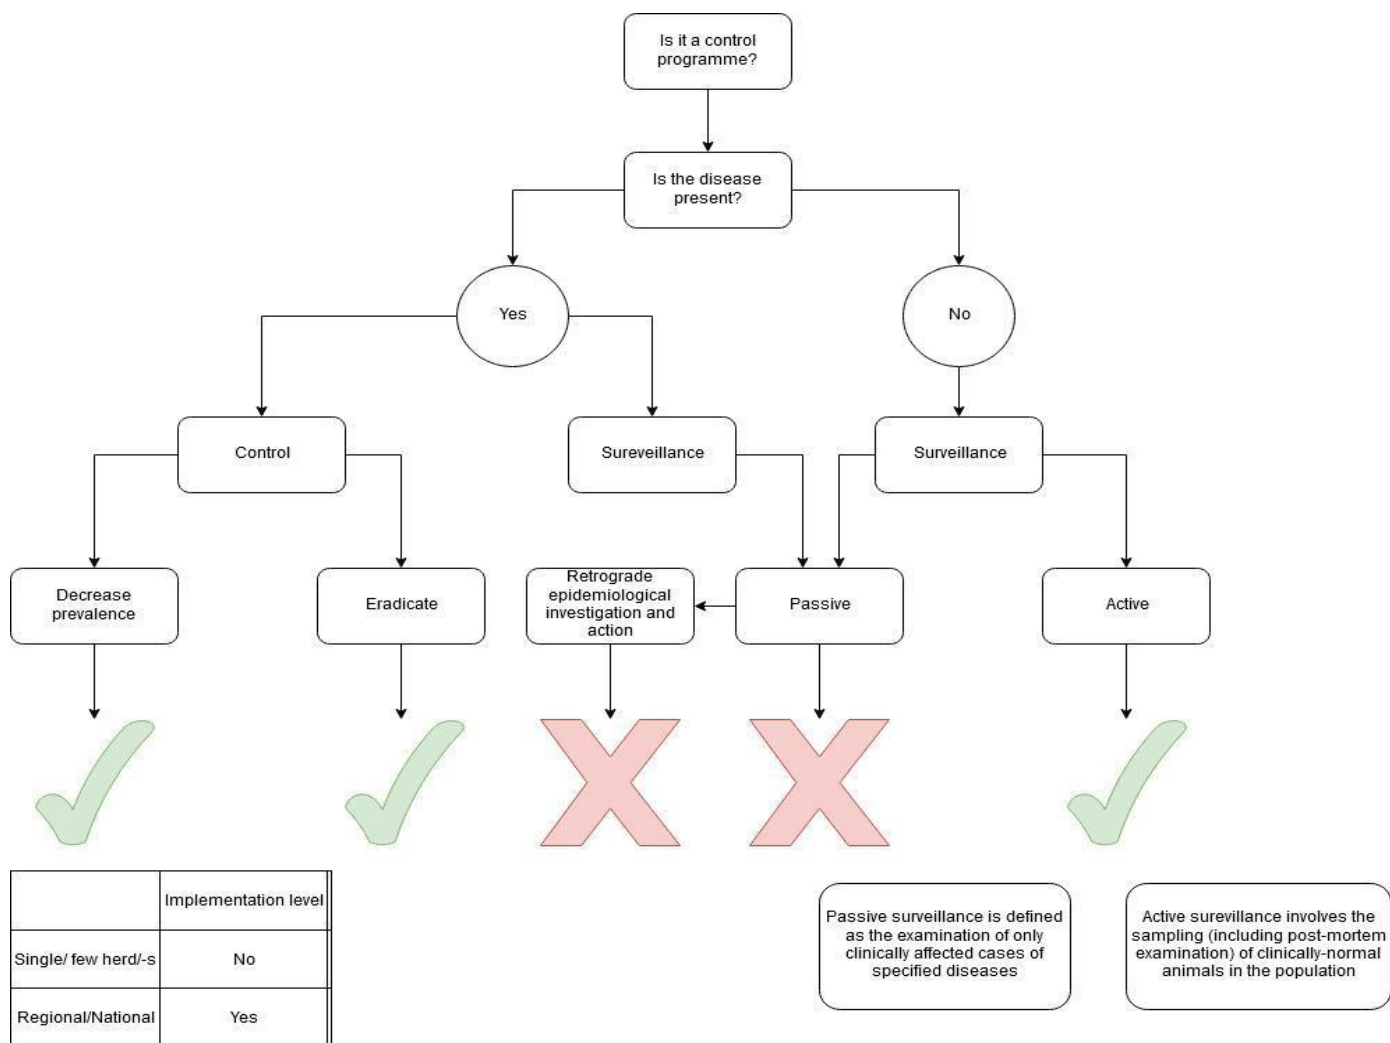 Is it a control
programme?
Is the disease
present?
Yes
No
Control
Sureveillance
Surveillance
Decrease
prevalence
Eradicate
Retrograde
epidemiological
investigation and
action
Passive
Active
Implementation level
Single/ few herd/-s
No
Regional/National
Yes
Passive surveillance is defined
as the examination of only
clinically affected cases of
specified diseases
Active surevillance involves the
sampling (including post-mortem
examination) of clinically-normal
animals in the population